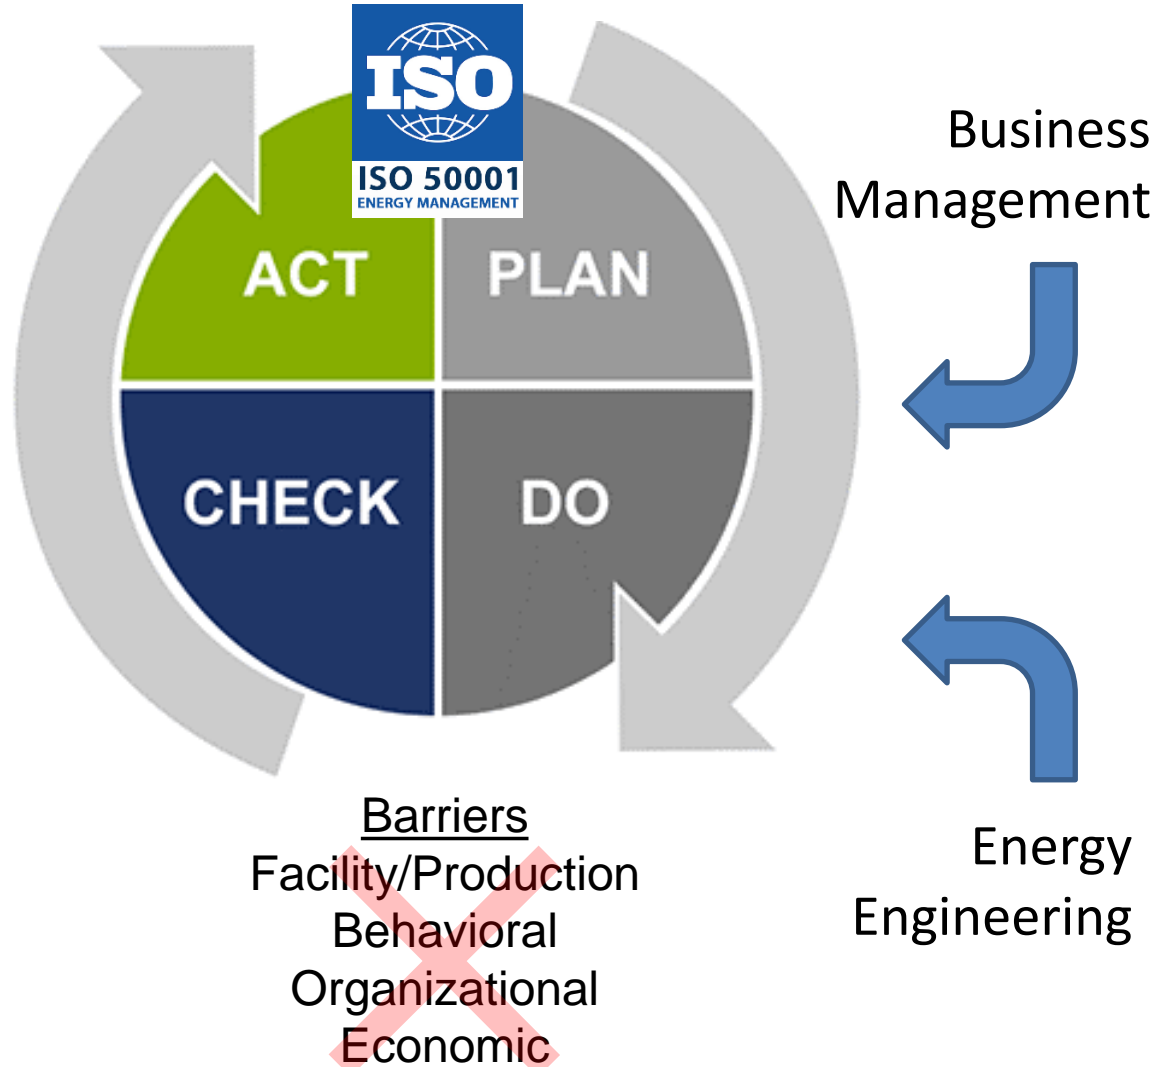 ISO
ISO 50001
ENERGY MANAGEMENT
ACT
PLAN
CHECK
DO
Business
Management
Energy
Engineering
Barriers
Facility/Production
Behavioral
Organizational
Economic